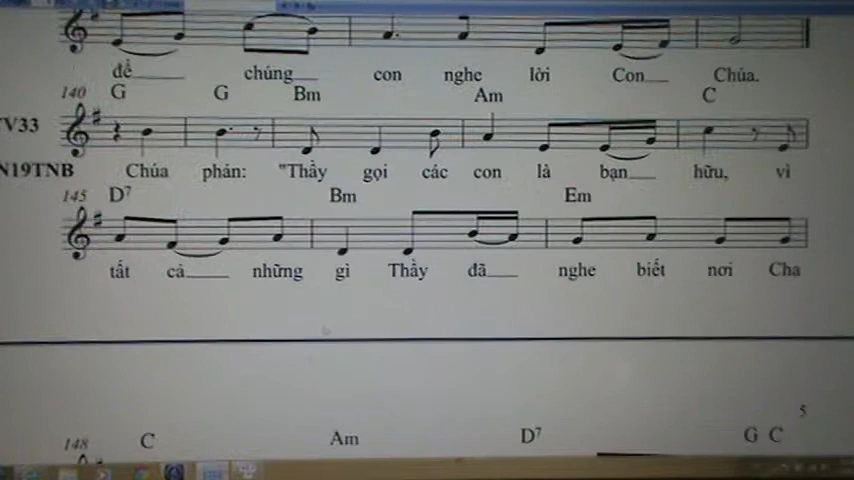 để chúng con nghe lời Con Chúa.
140 G G Bm Am C
V33
N19TNB Chúa phán: "Thầy gọi các con là bạn hữu, vì
145 D7 Bm Em
tất cả những gì Thầy đã nghe biết nơi Cha
5
148 C Am D7 G C